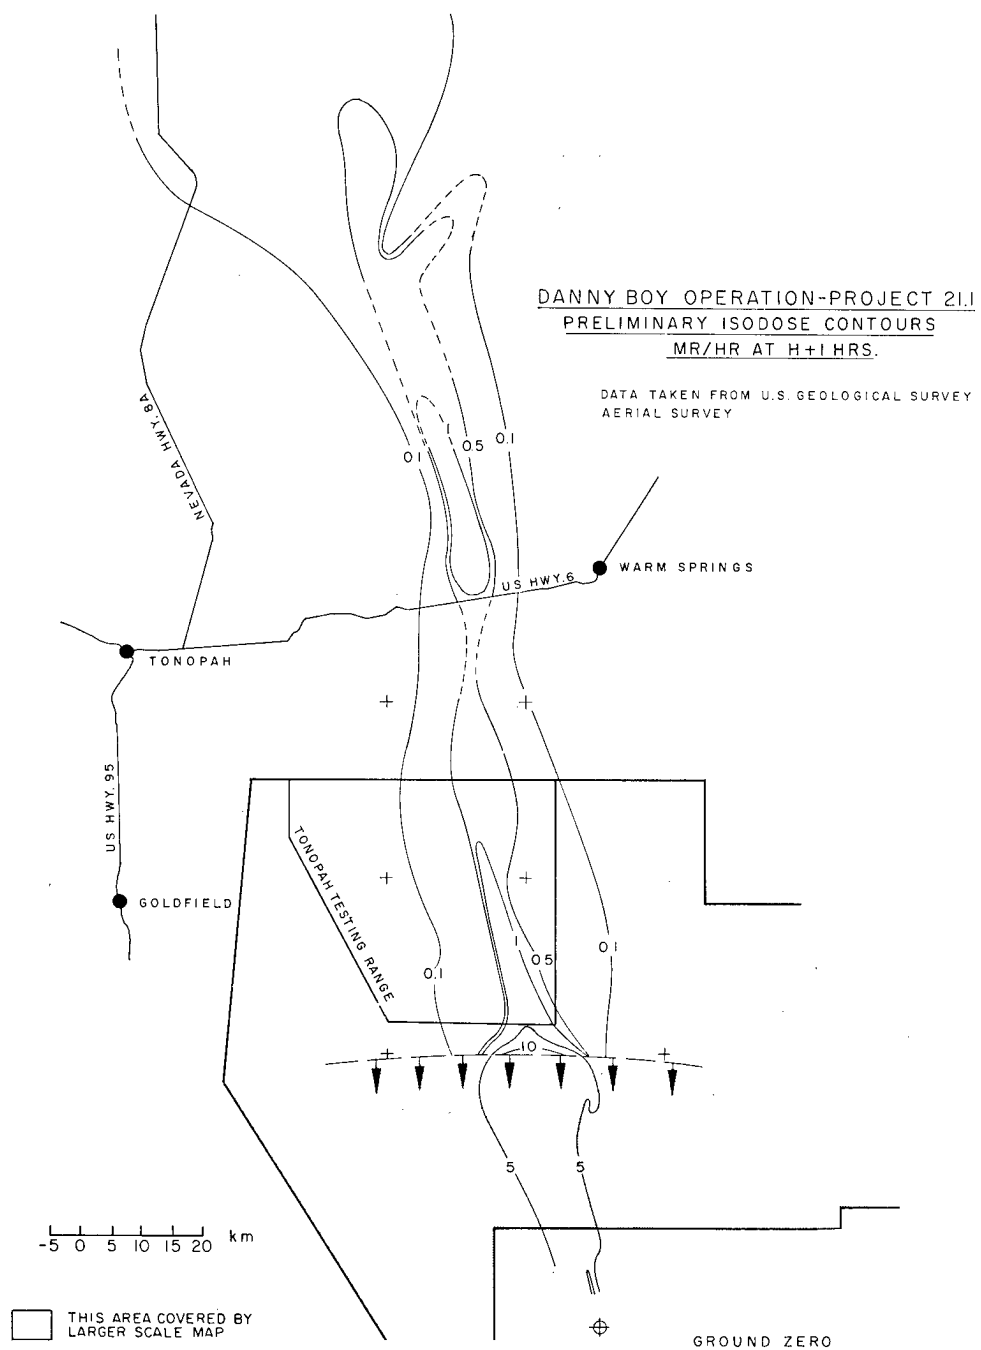 DANNY BOY OPERATION-PROJECT 21.1
PRELIMINARY ISODOSE CONTOURS
MR/HR AT H+1 HRS.
DATA TAKEN FROM U.S. GEOLOGICAL SURVEY
AERIAL SURVEY
NEVADA HWY. 8A
0.1
1
0.5
0.1
US HWY. 6
WARM SPRINGS
TONOPAH
US HWY. 95
TONOPAH TESTING RANGE
GOLDFIELD
0.1
1
0.5
0.1
10
5
5
-5 0 5 10 15 20 km
THIS AREA COVERED BY
LARGER SCALE MAP
GROUND ZERO